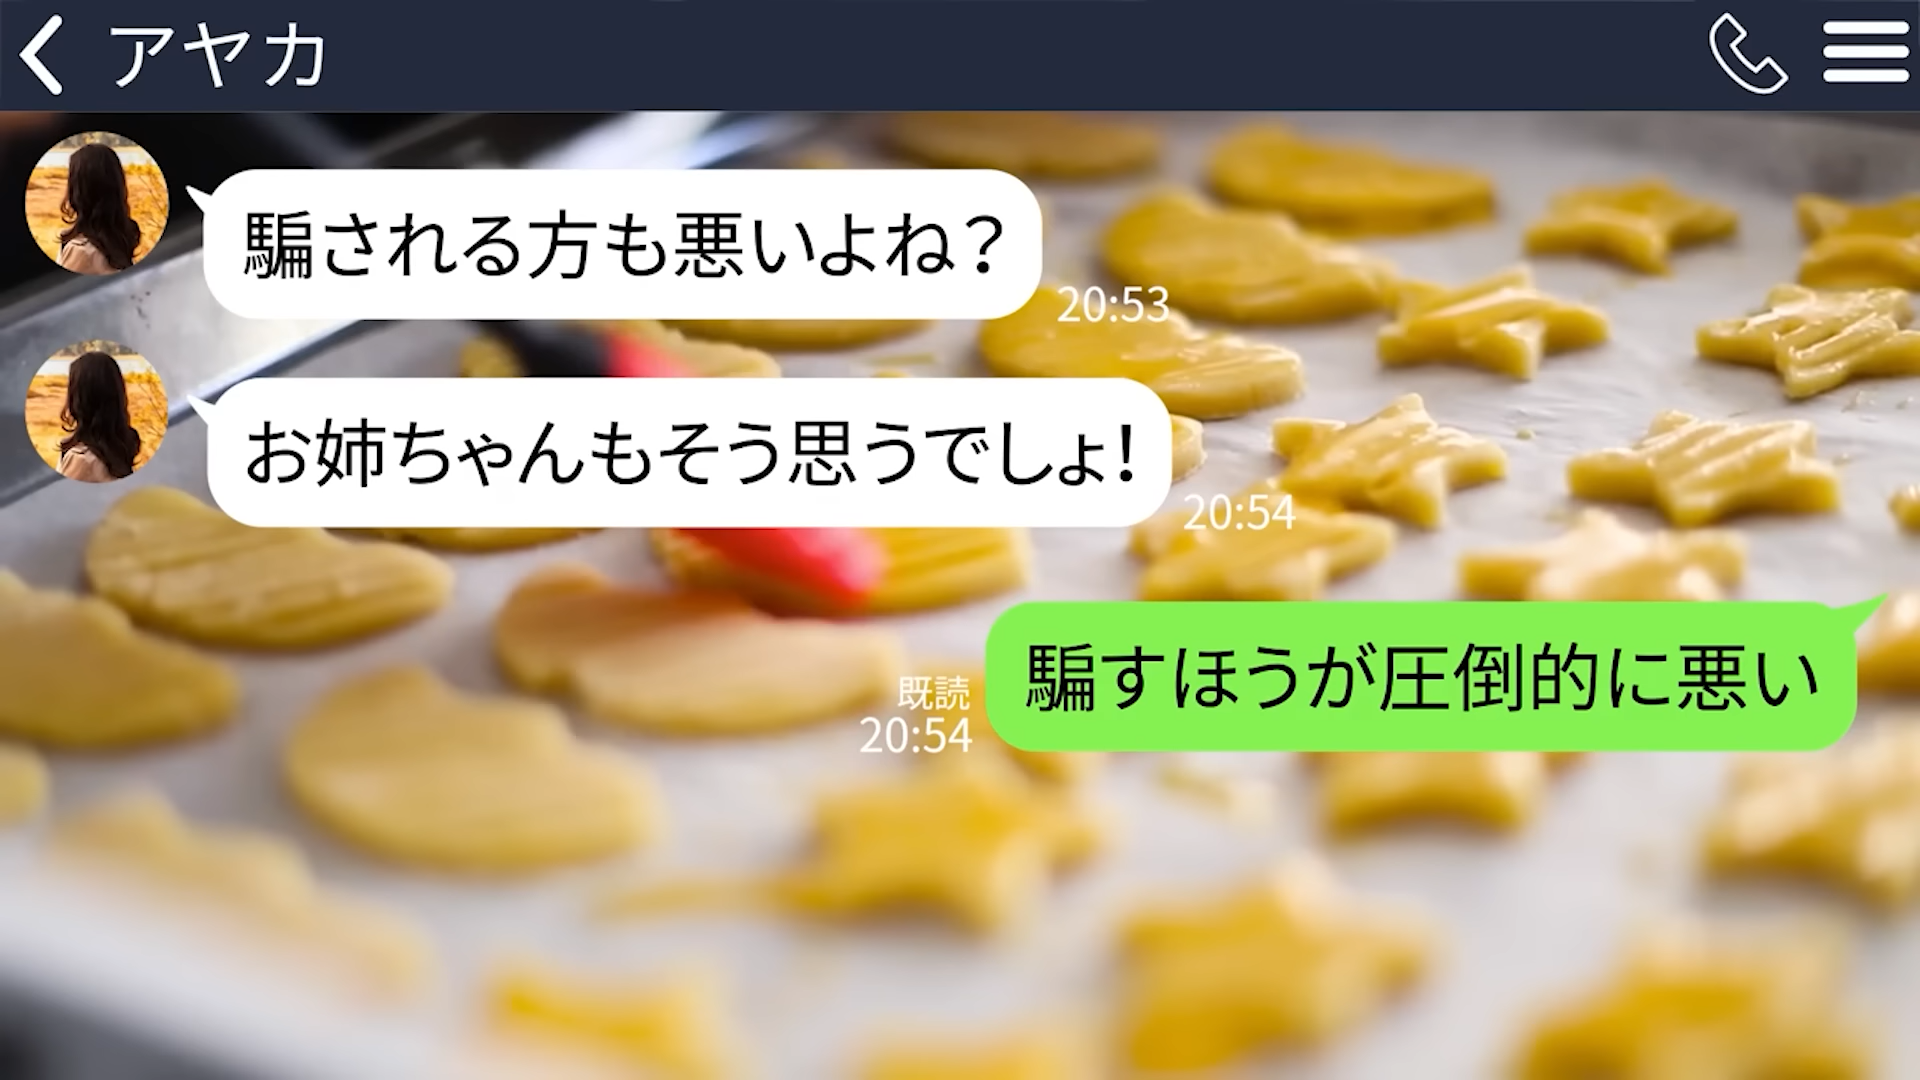 アヤカ
騙される方も悪いよね？
20:53
お姉ちゃんもそう思うでしょ！
20:54
騙すほうが圧倒的に悪い
既読
20:54